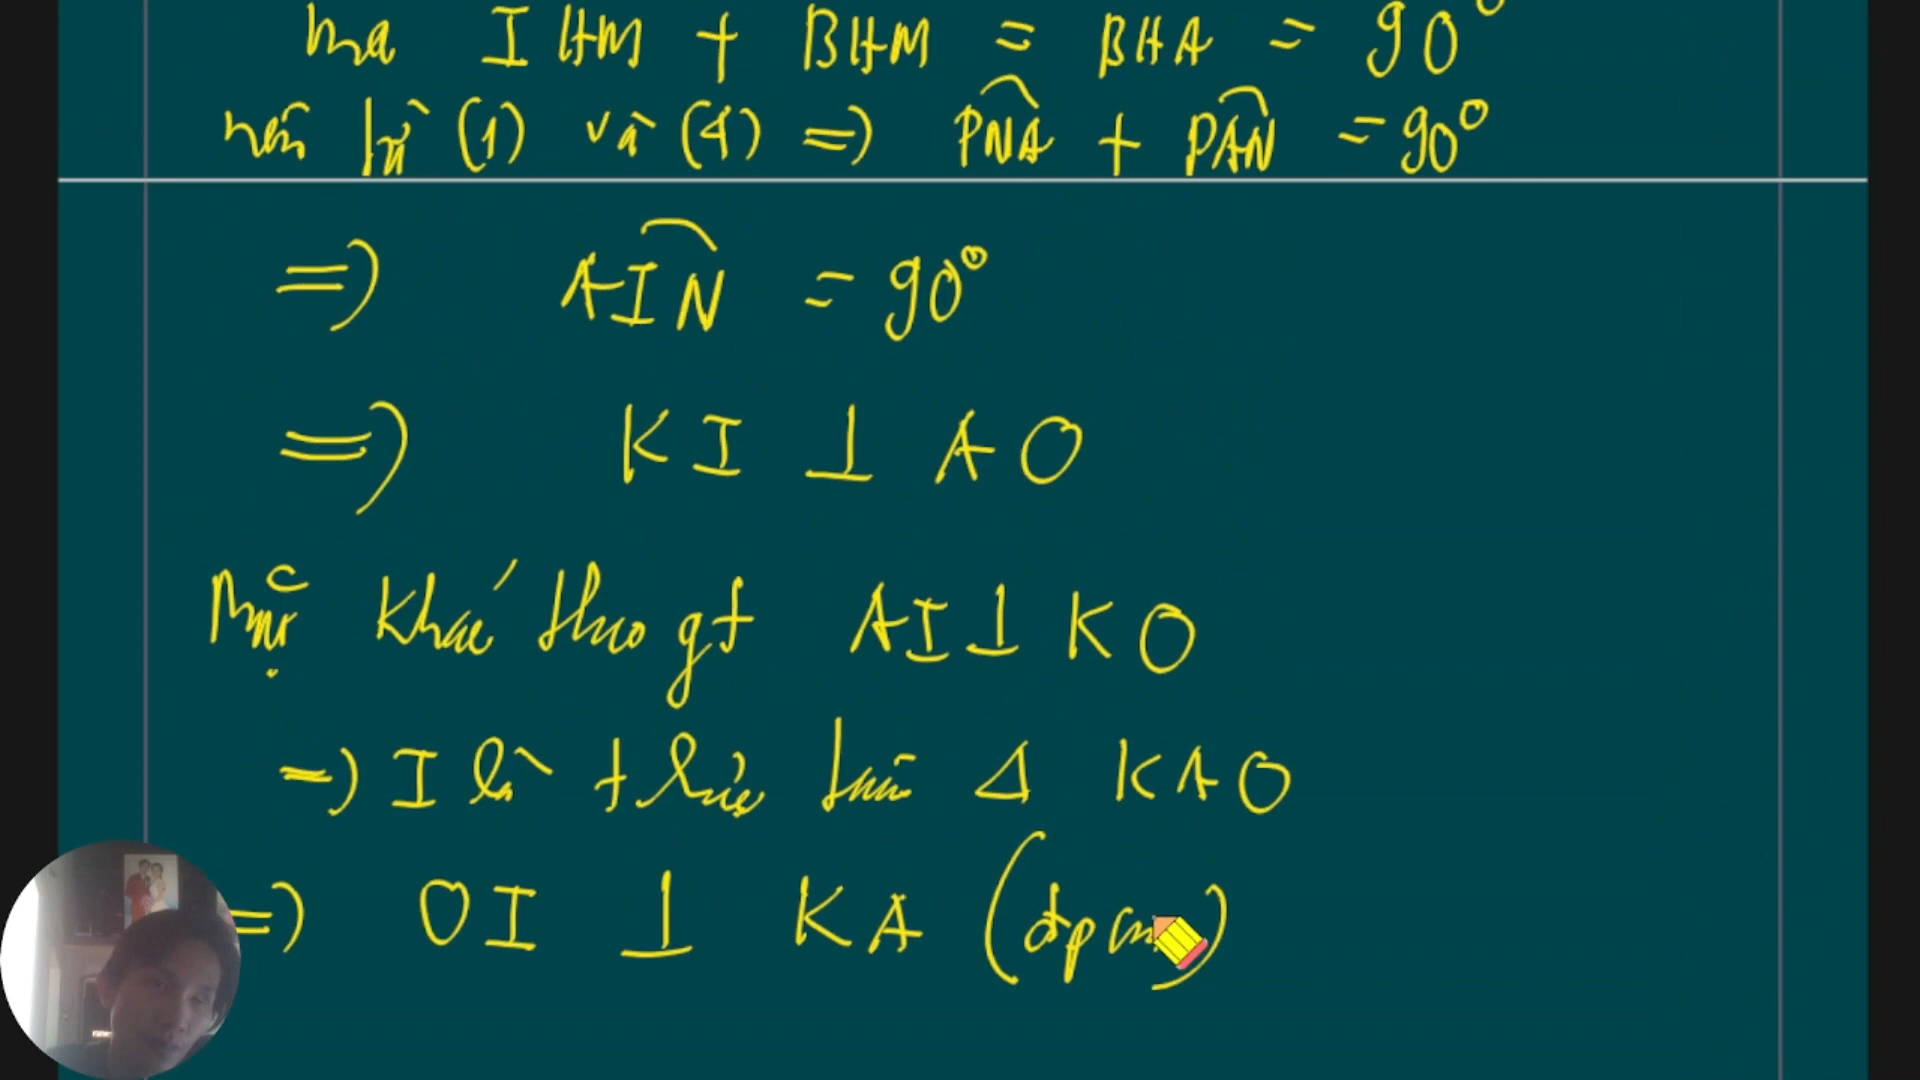 mà IHM + BHM = BHA = 90°
nên từ (1) và (4) => PNA + PAN = 90°
=> AIN = 90°
=> KI ⊥ AO
Mặt khác theo gt AI ⊥ KO
=> I là trực tâm Δ KAO
=> OI ⊥ KA (đpcm)